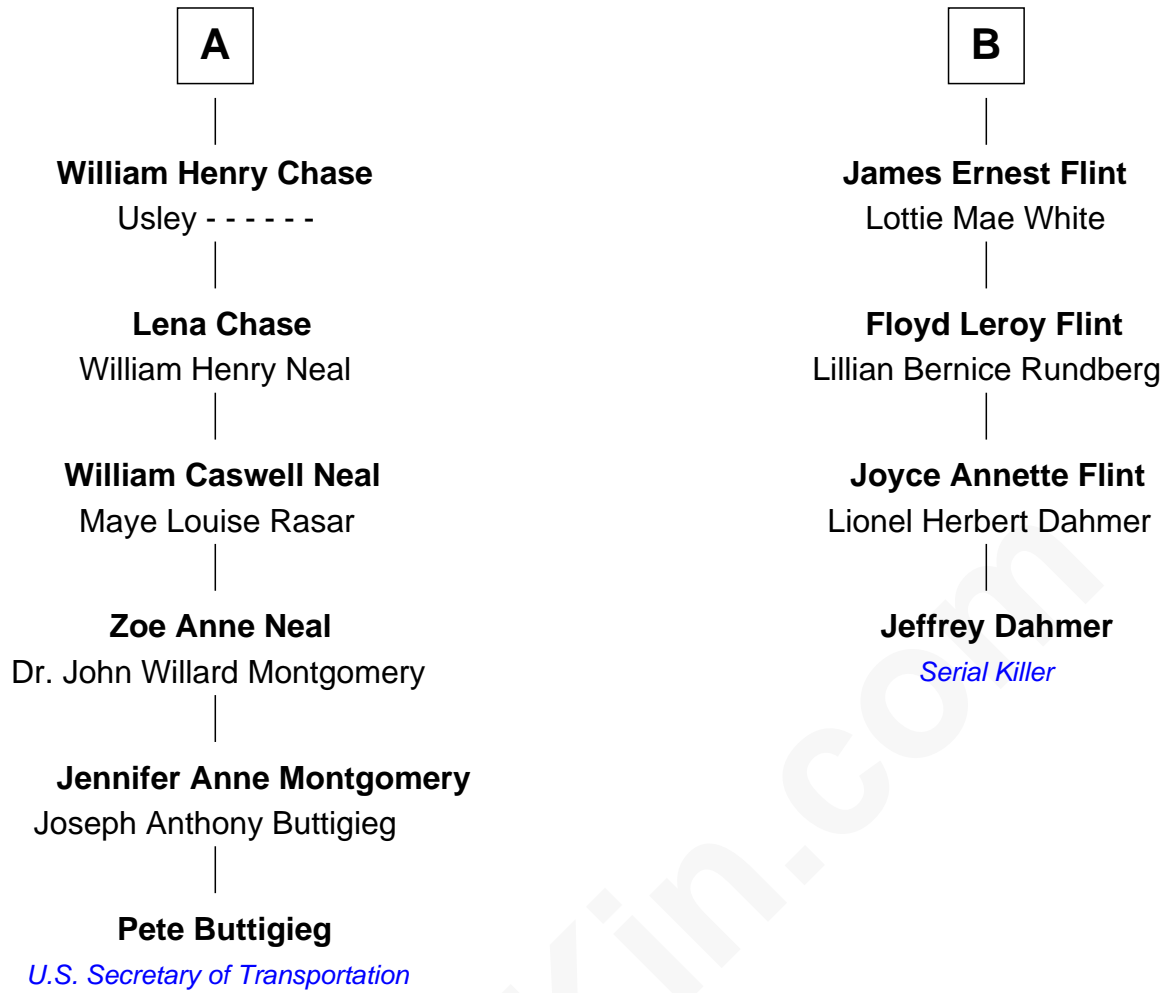 A
William Henry Chase
Usley - - - - - -
Lena Chase
William Henry Neal
William Caswell Neal
Maye Louise Rasar
Zoe Anne Neal
Dr. John Willard Montgomery
Jennifer Anne Montgomery
Joseph Anthony Buttigieg
Pete Buttigieg
U.S. Secretary of Transportation
B
James Ernest Flint
Lottie Mae White
Floyd Leroy Flint
Lillian Bernice Rundberg
Joyce Annette Flint
Lionel Herbert Dahmer
Jeffrey Dahmer
Serial Killer